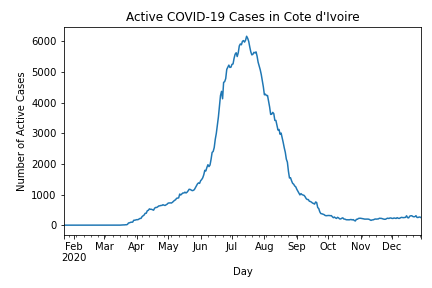 Active COVID-19 Cases in Cote d'Ivoire
Number of Active Cases
6000
5000
4000
3000
2000
1000
0
Feb Mar Apr May Jun Jul Aug Sep Oct Nov Dec
2020
Day